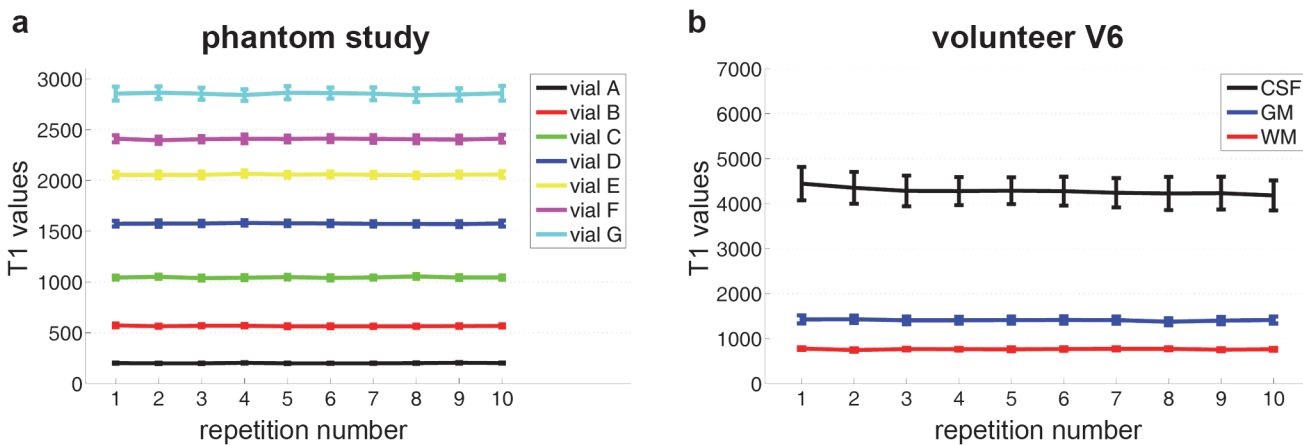 a
phantom study
T1 values
3000
2500
2000
1500
1000
500
0
1 2 3 4 5 6 7 8 9 10
repetition number
vial A
vial B
vial C
vial D
vial E
vial F
vial G
b
volunteer V6
T1 values
7000
6000
5000
4000
3000
2000
1000
0
1 2 3 4 5 6 7 8 9 10
repetition number
CSF
GM
WM